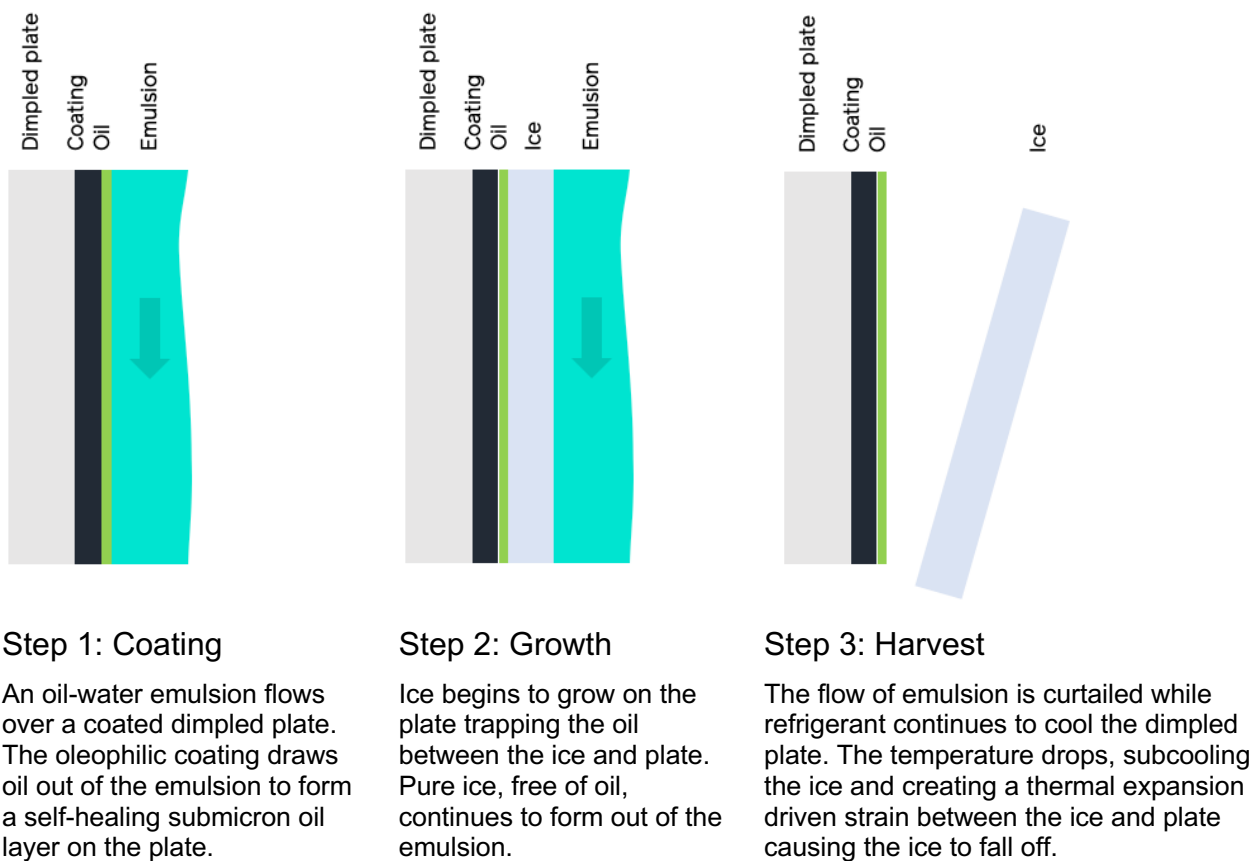 Dimpled plate
Coating
Oil
Emulsion
Dimpled plate
Coating
Oil
Ice
Emulsion
Dimpled plate
Coating
Oil
Ice
Step 1: Coating
An oil-water emulsion flows
over a coated dimpled plate.
The oleophilic coating draws
oil out of the emulsion to form
a self-healing submicron oil
layer on the plate.
Step 2: Growth
Ice begins to grow on the
plate trapping the oil
between the ice and plate.
Pure ice, free of oil,
continues to form out of the
emulsion.
Step 3: Harvest
The flow of emulsion is curtailed while
refrigerant continues to cool the dimpled
plate. The temperature drops, subcooling
the ice and creating a thermal expansion
driven strain between the ice and plate
causing the ice to fall off.